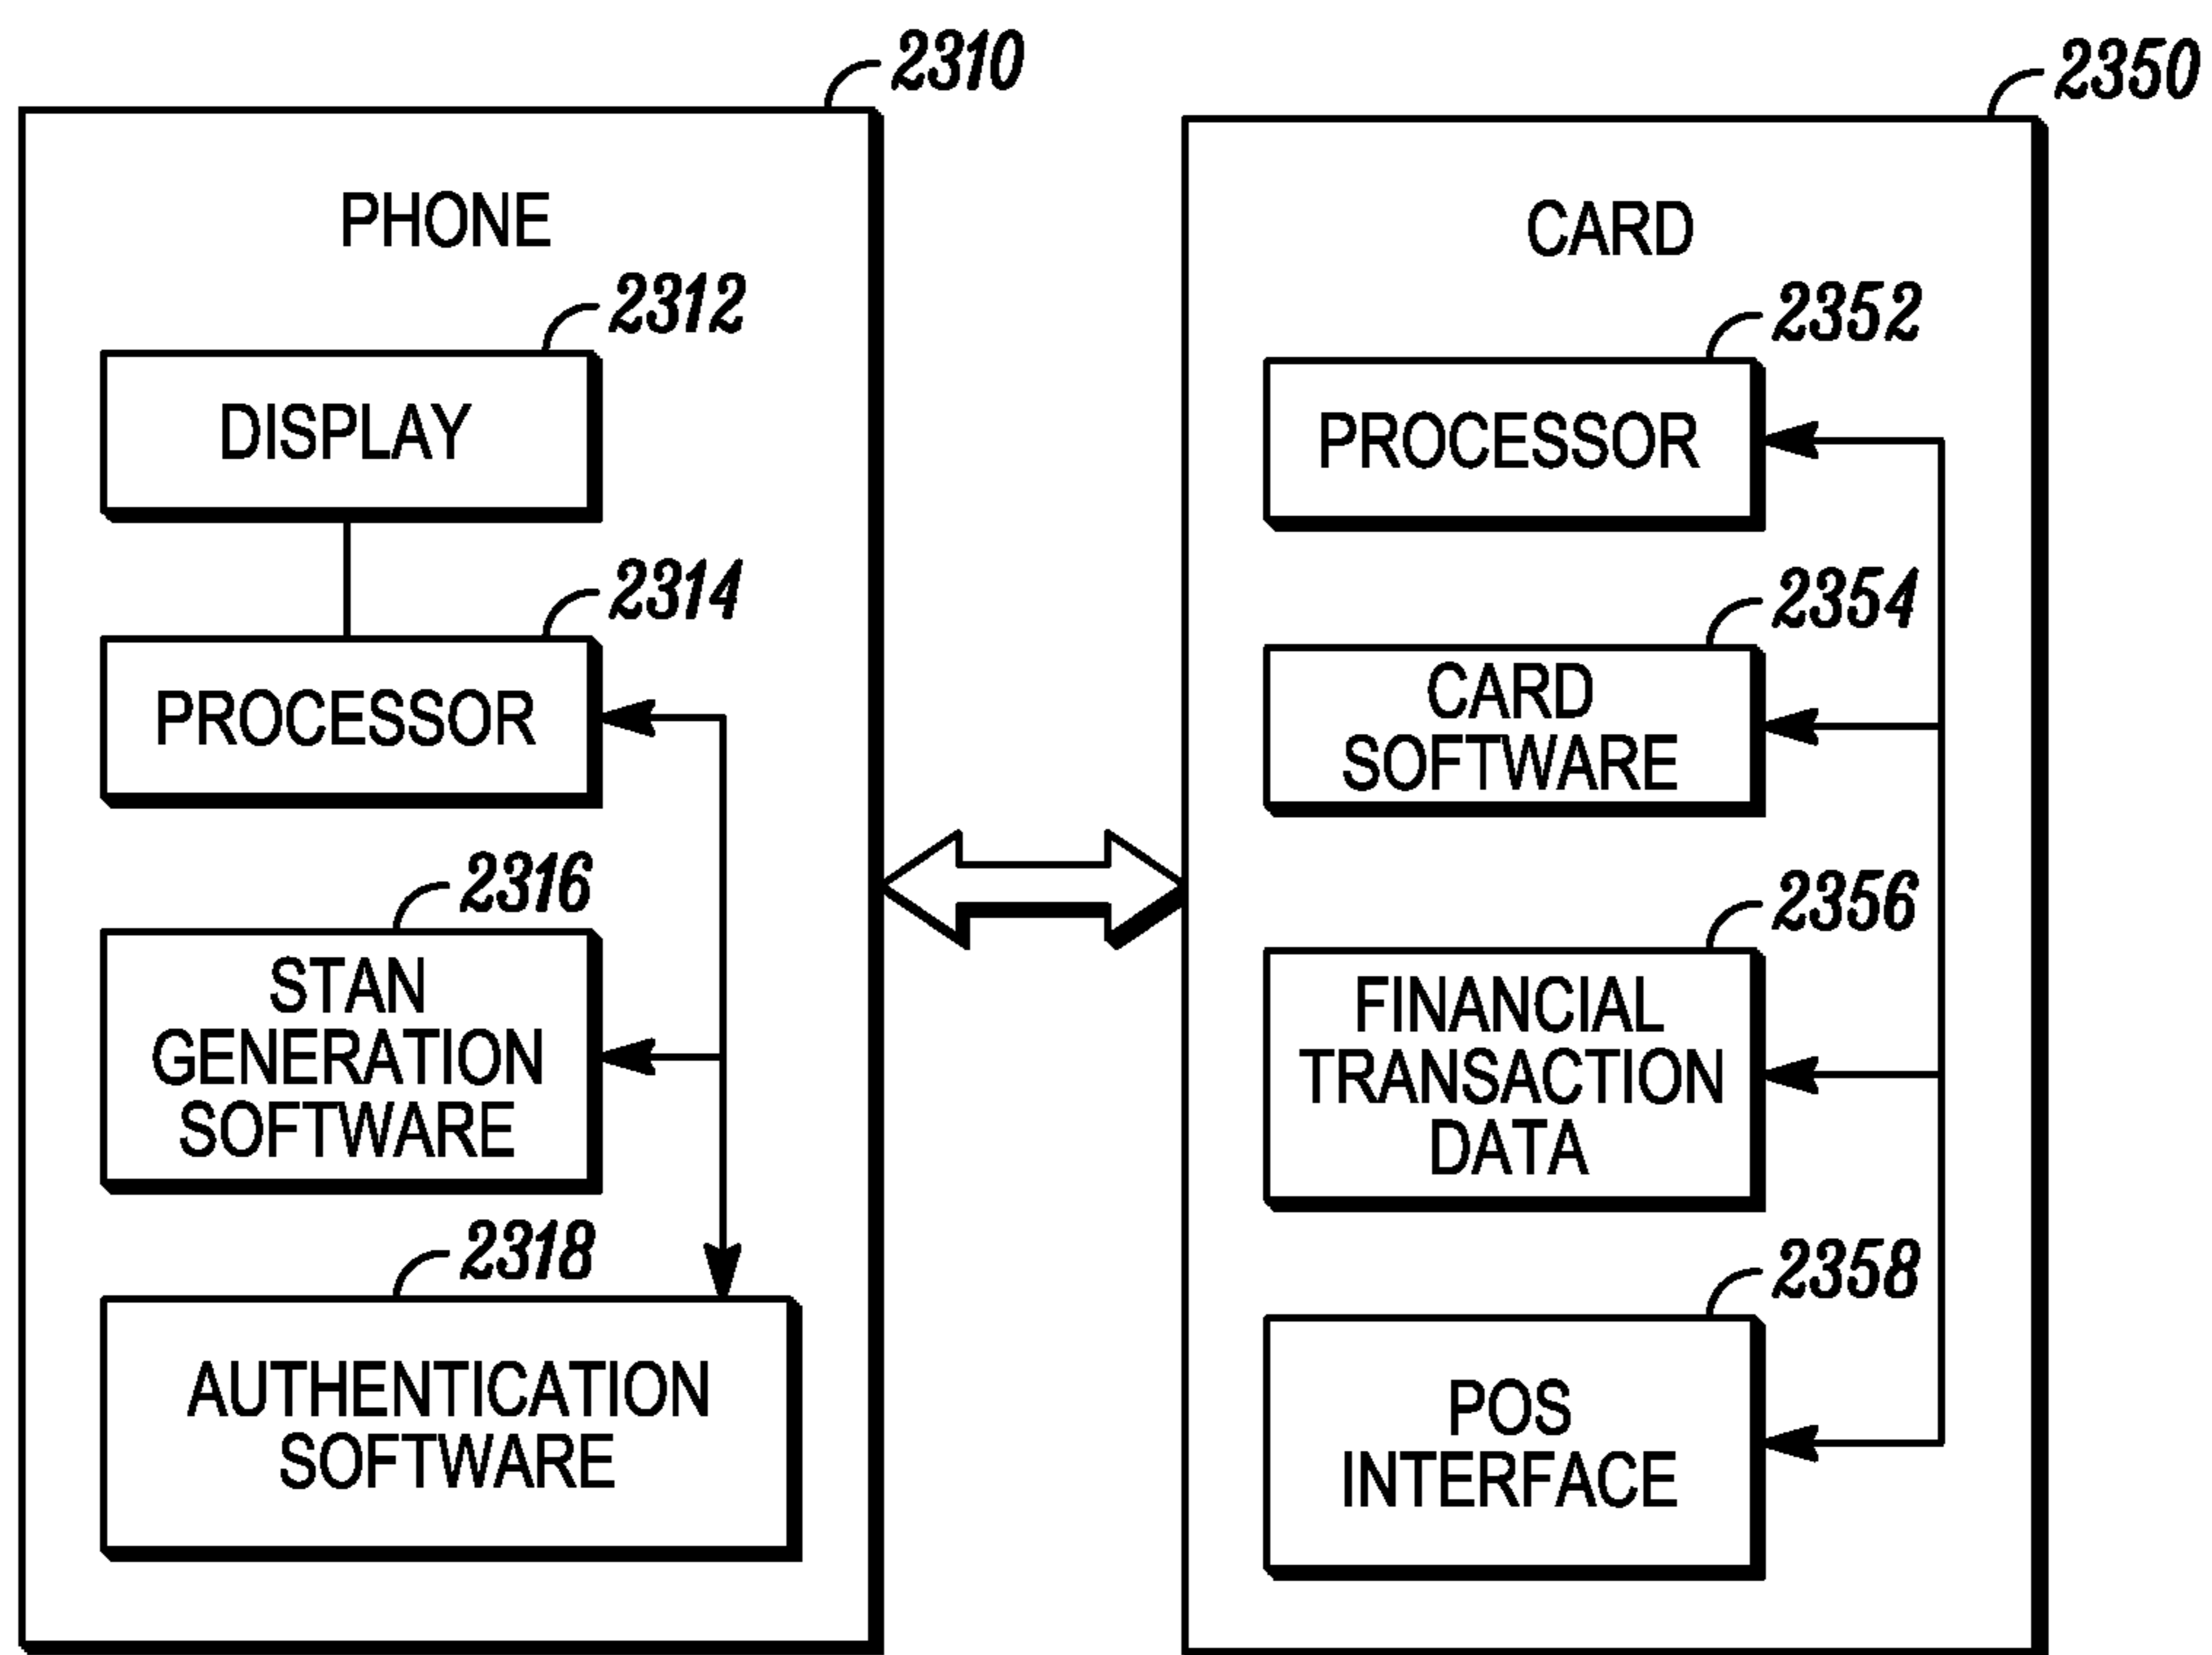 2310
PHONE
2312
DISPLAY
2314
PROCESSOR
2316
STAN
GENERATION
SOFTWARE
2318
AUTHENTICATION
SOFTWARE
2350
CARD
2352
PROCESSOR
2354
CARD
SOFTWARE
2356
FINANCIAL
TRANSACTION
DATA
2358
POS
INTERFACE